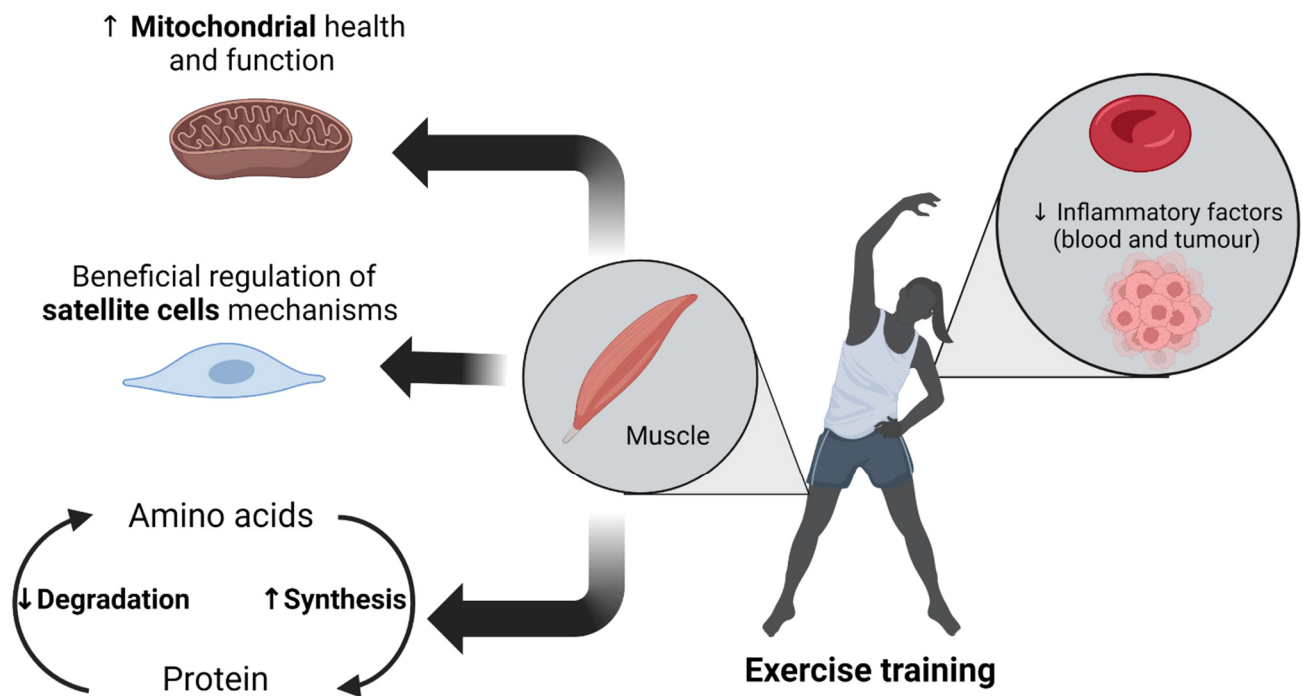 ↑ Mitochondrial health
and function
↓ Inflammatory factors
(blood and tumour)
Beneficial regulation of
satellite cells mechanisms
Muscle
Amino acids
↓Degradation
↑Synthesis
Protein
Exercise training